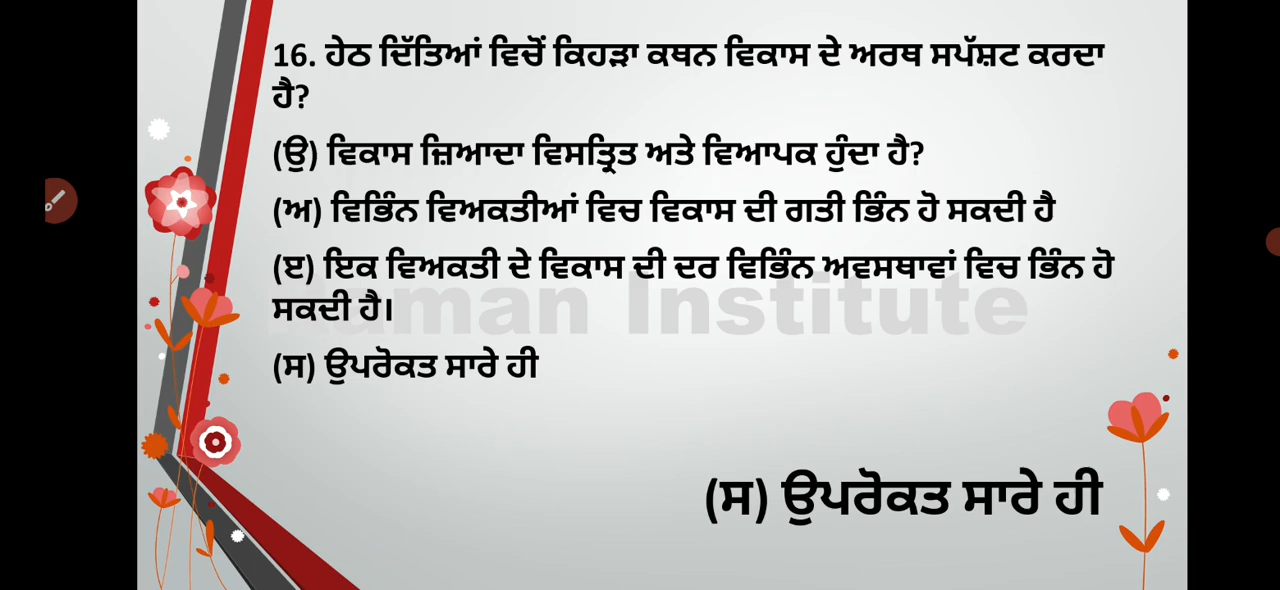 16. ਹੇਠ ਦਿੱਤਿਆਂ ਵਿਚੋਂ ਕਿਹੜਾ ਕਥਨ ਵਿਕਾਸ ਦੇ ਅਰਥ ਸਪੱਸ਼ਟ ਕਰਦਾ
ਹੈ?
(ਉ) ਵਿਕਾਸ ਜ਼ਿਆਦਾ ਵਿਸਤ੍ਰਿਤ ਅਤੇ ਵਿਆਪਕ ਹੁੰਦਾ ਹੈ?
(ਅ) ਵਿਭਿੰਨ ਵਿਅਕਤੀਆਂ ਵਿਚ ਵਿਕਾਸ ਦੀ ਗਤੀ ਭਿੰਨ ਹੋ ਸਕਦੀ ਹੈ
(ੲ) ਇਕ ਵਿਅਕਤੀ ਦੇ ਵਿਕਾਸ ਦੀ ਦਰ ਵਿਭਿੰਨ ਅਵਸਥਾਵਾਂ ਵਿਚ ਭਿੰਨ ਹੋ
ਸਕਦੀ ਹੈ।
Institute
(ਸ) ਉਪਰੋਕਤ ਸਾਰੇ ਹੀ
(ਸ) ਉਪਰੋਕਤ ਸਾਰੇ ਹੀ